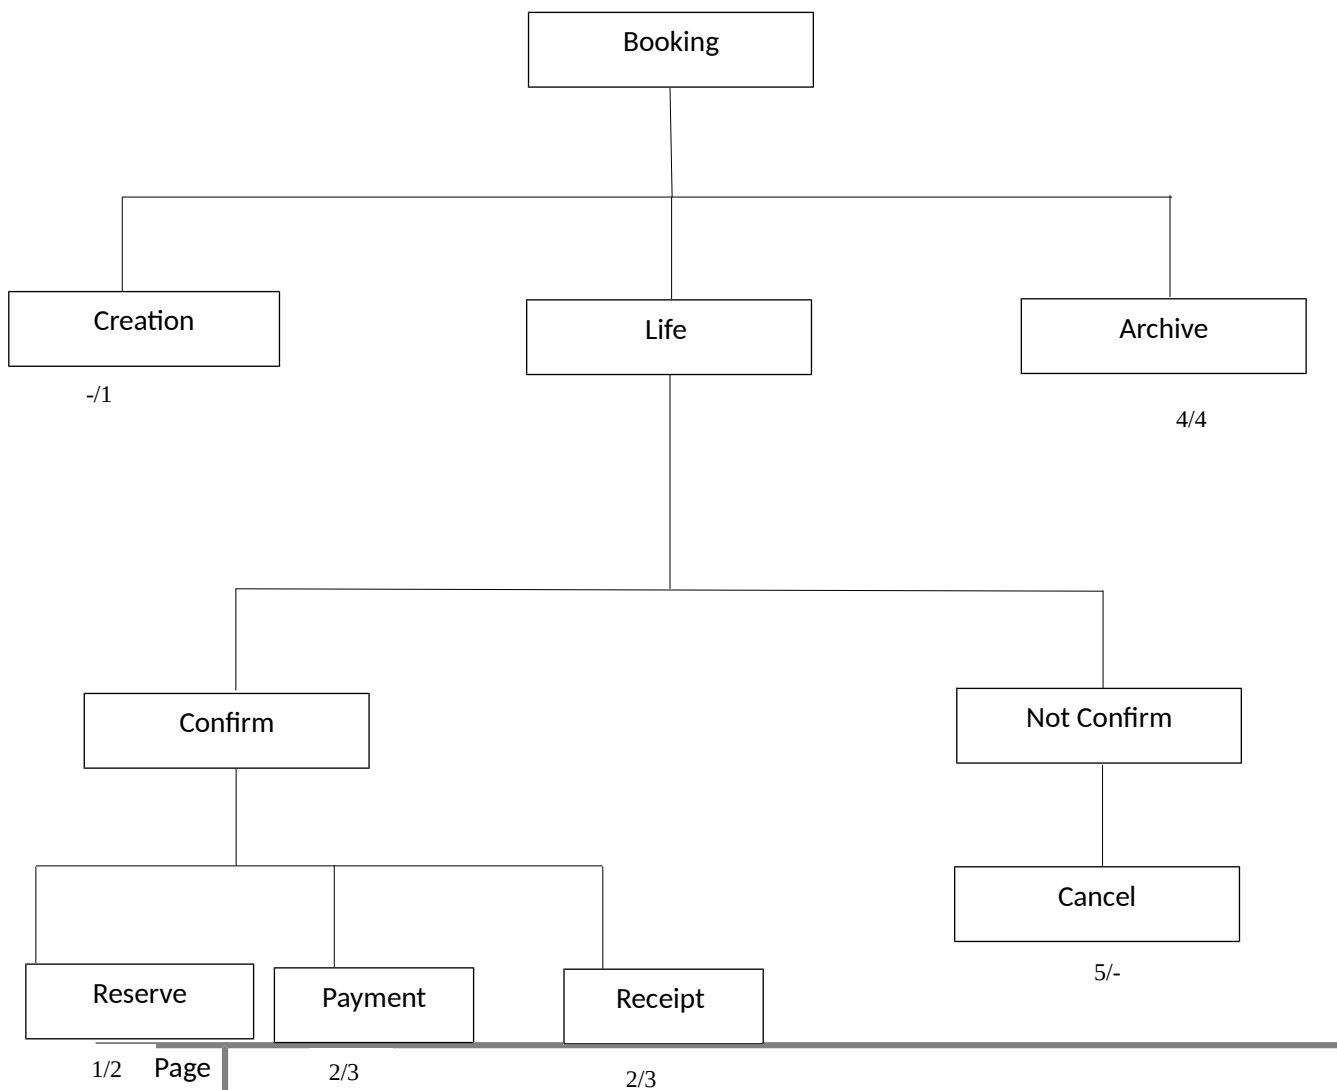 Booking
Creation
Life
Archive
-/1
4/4
Confirm
Not Confirm
Cancel
5/-
Reserve
Payment
Receipt
1/2
Page
2/3
2/3